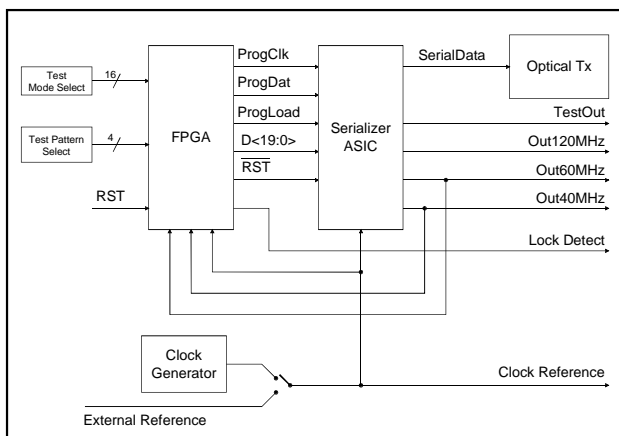 Test
Mode Select
16
Test Pattern
Select
4
RST
FPGA
ProgClk
ProgDat
ProgLoad
D<19:0>
RST
Serializer
ASIC
SerialData
Optical Tx
TestOut
Out120MHz
Out60MHz
Out40MHz
Lock Detect
Clock
Generator
Clock Reference
External Reference